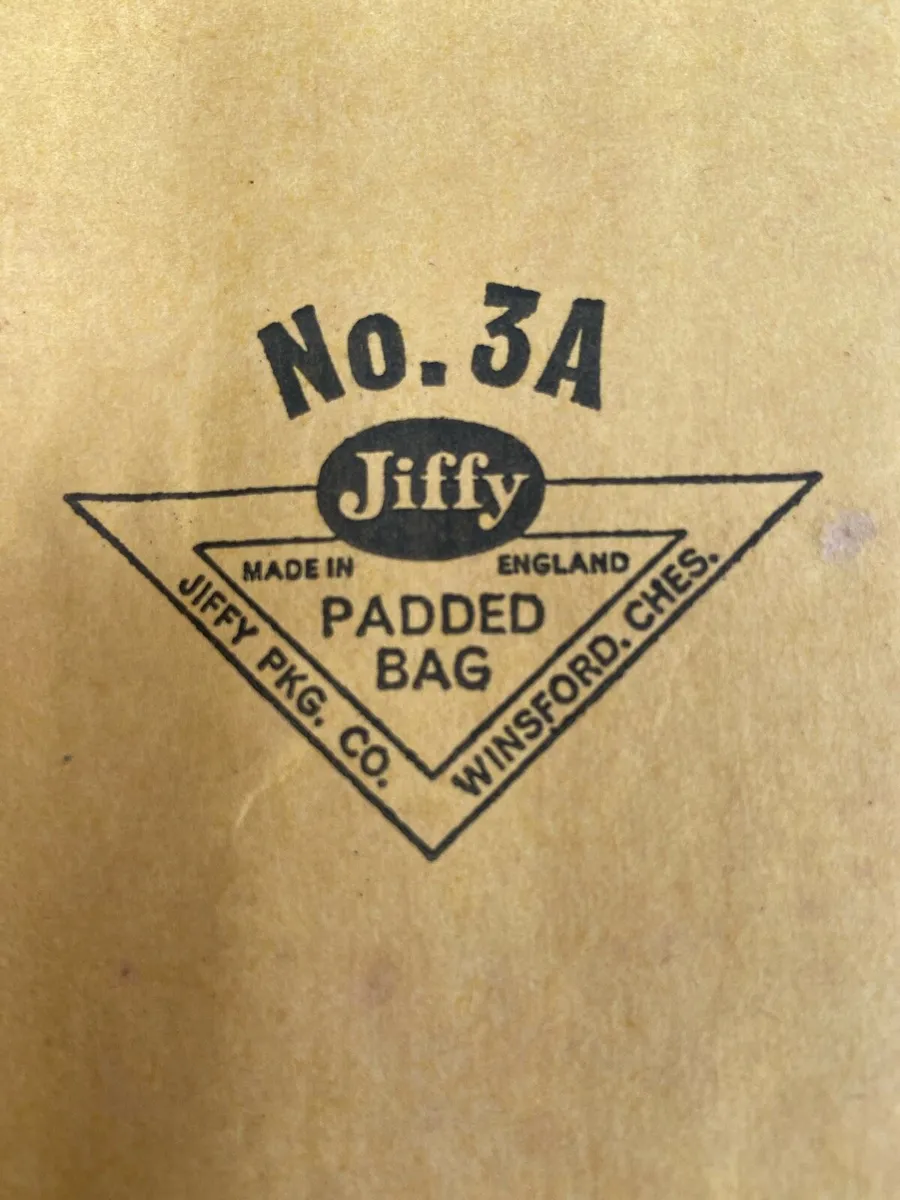 No. 3A
Jiffy
MADE IN ENGLAND
PADDED
BAG
JIFFY PKG. CO.
WINSFORD. CHES.